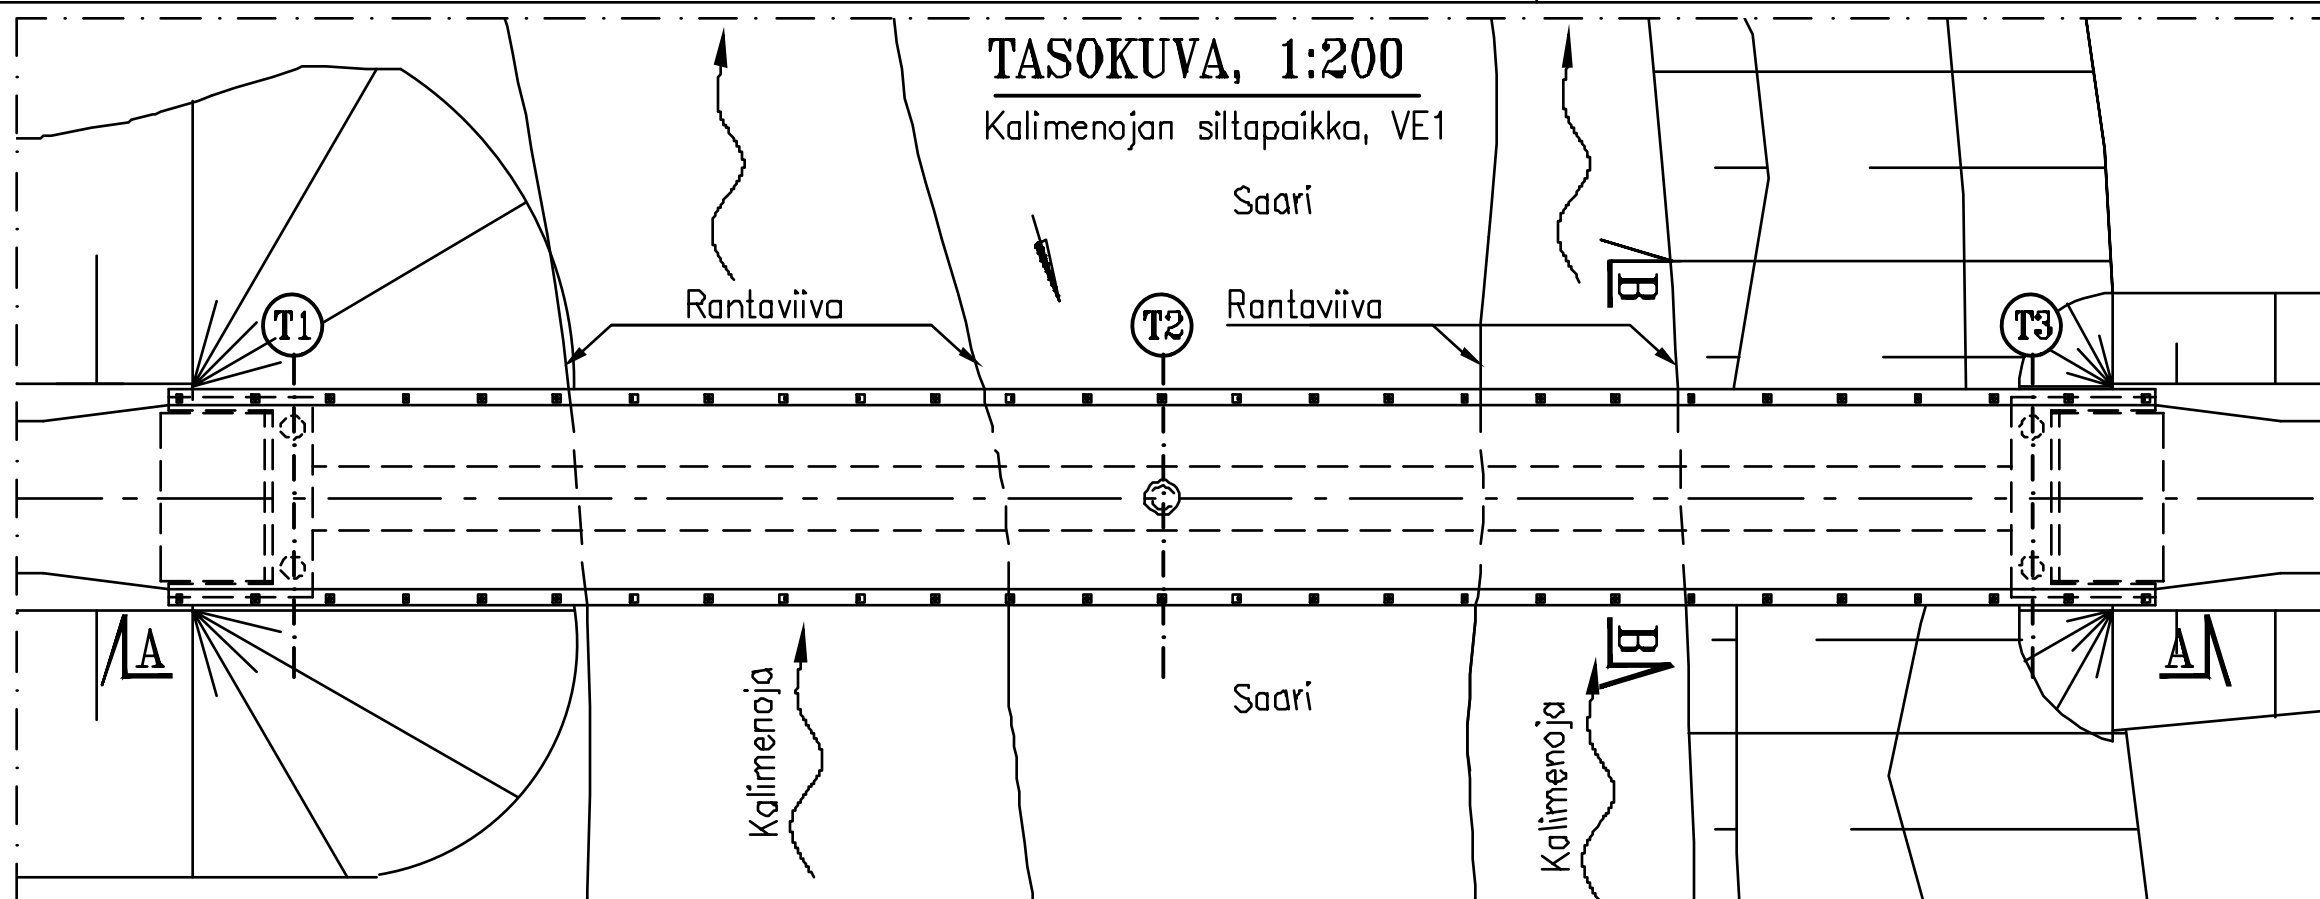 TASOKUVA, 1:200
Kalimenojan siltapaikka, VE1
Saari
B
Rantaviiva
Rantaviiva
T1
T2
T3
A
B
A
Saari
Kalimenoja
Kalimenoja